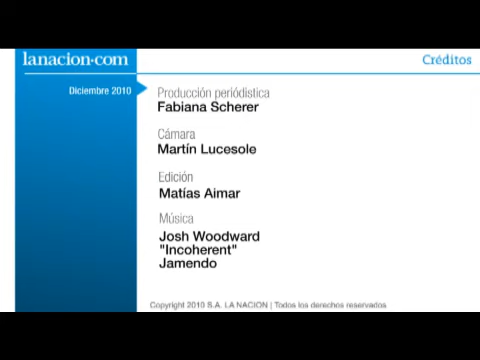 lanacion.com
Créditos
Diciembre 2010
Producción periódistica
Fabiana Scherer
Cámara
Martín Lucesole
Edición
Matías Aimar
Música
Josh Woodward
"Incoherent"
Jamendo
Copyright 2010 S.A. LA NACION | Todos los derechos reservados